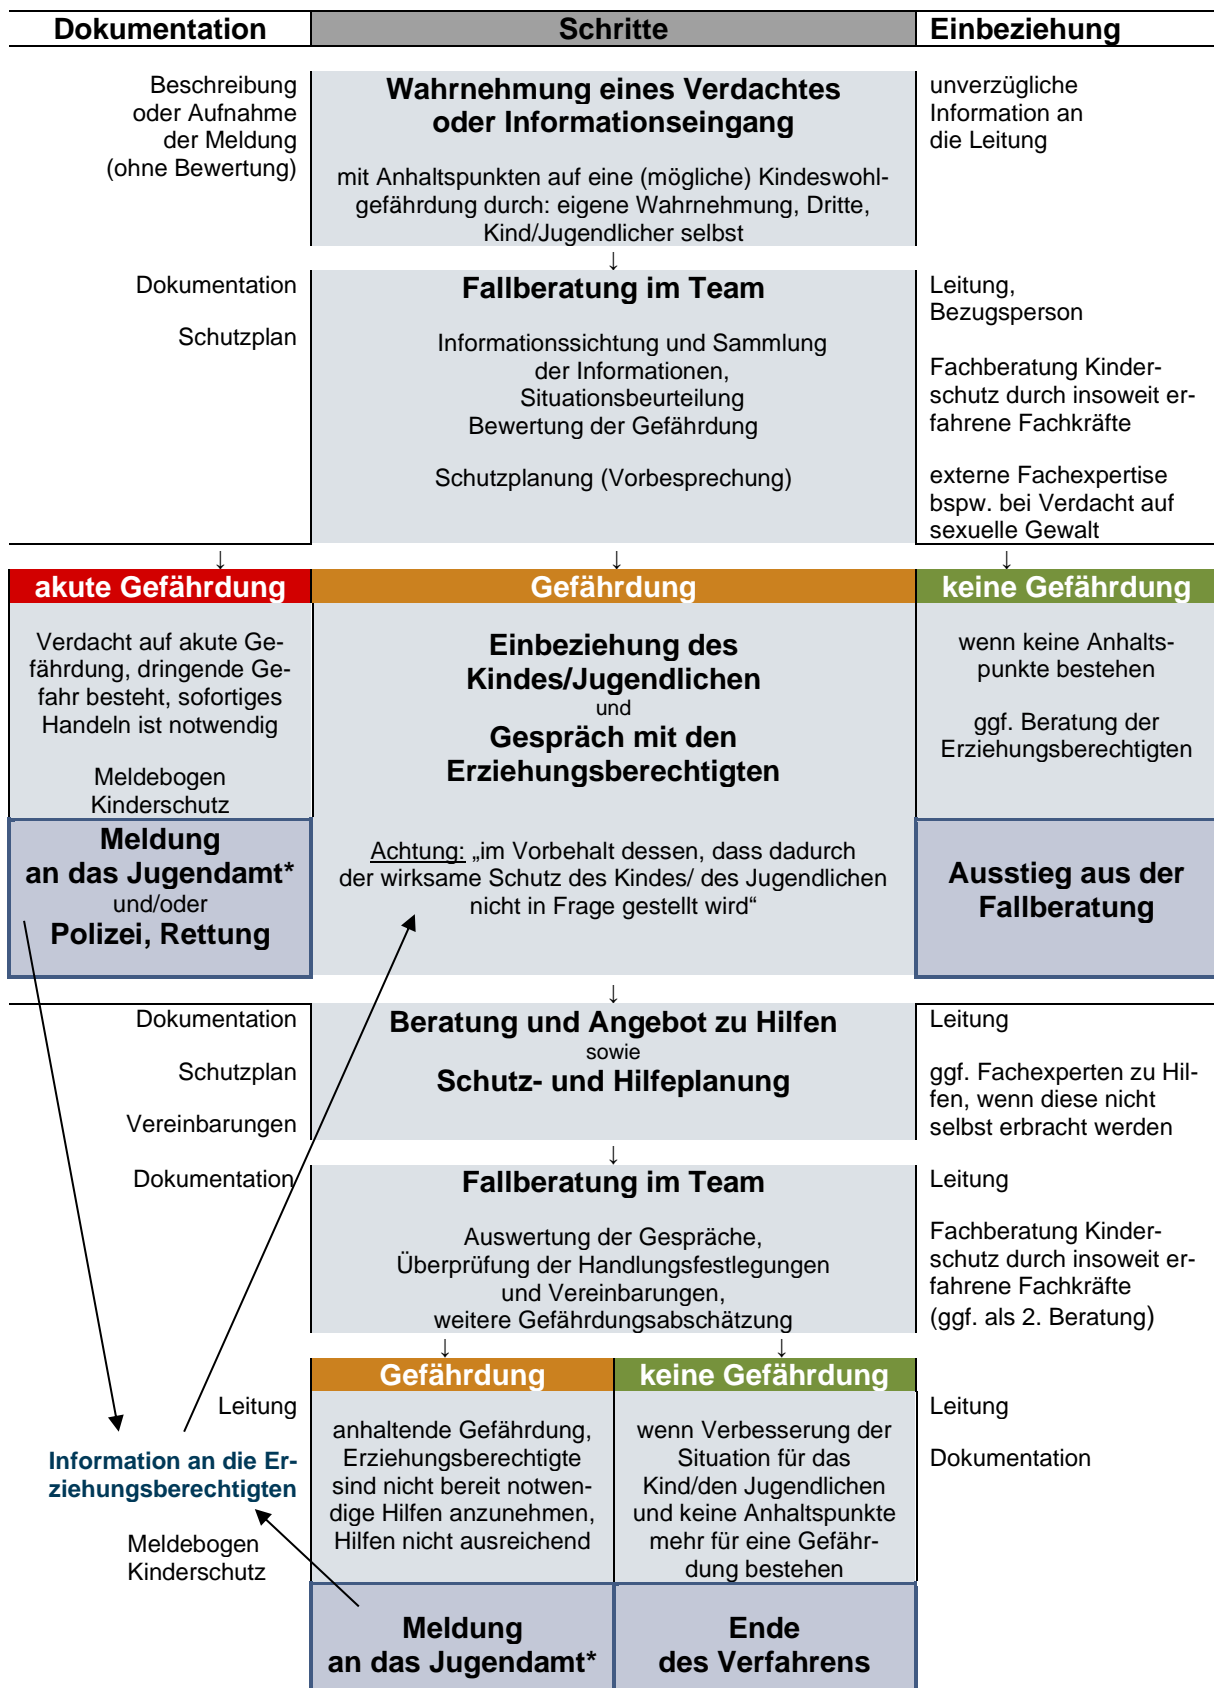 Dokumentation
Schritte
Einbeziehung
Beschreibung
oder Aufnahme
der Meldung
(ohne Bewertung)
Wahrnehmung eines Verdachtes
oder Informationseingang
mit Anhaltspunkten auf eine (mögliche) Kindeswohl-
gefährdung durch: eigene Wahrnehmung, Dritte,
Kind/Jugendlicher selbst
unverzügliche
Information an
die Leitung
↓
Dokumentation
Schutzplan
Fallberatung im Team
Informationssichtung und Sammlung
der Informationen,
Situationsbeurteilung
Bewertung der Gefährdung
Schutzplanung (Vorbesprechung)
Leitung,
Bezugsperson
Fachberatung Kinder-
schutz durch insoweit er-
fahrene Fachkräfte
externe Fachexpertise
bspw. bei Verdacht auf
sexuelle Gewalt
↓ ↓ ↓
akute Gefährdung
Verdacht auf akute Ge-
fährdung, dringende Ge-
fahr besteht, sofortiges
Handeln ist notwendig
Meldebogen
Kinderschutz
Meldung
an das Jugendamt*
und/oder
Polizei, Rettung
Gefährdung
Einbeziehung des
Kindes/Jugendlichen
und
Gespräch mit den
Erziehungsberechtigten
Achtung: „im Vorbehalt dessen, dass dadurch
der wirksame Schutz des Kindes/ des Jugendlichen
nicht in Frage gestellt wird“
keine Gefährdung
wenn keine Anhalts-
punkte bestehen
ggf. Beratung der
Erziehungsberechtigten
Ausstieg aus der
Fallberatung
↓
Dokumentation
Schutzplan
Vereinbarungen
Beratung und Angebot zu Hilfen
sowie
Schutz- und Hilfeplanung
Leitung
ggf. Fachexperten zu Hil-
fen, wenn diese nicht
selbst erbracht werden
↓
Dokumentation
Fallberatung im Team
Auswertung der Gespräche,
Überprüfung der Handlungsfestlegungen
und Vereinbarungen,
weitere Gefährdungsabschätzung
Leitung
Fachberatung Kinder-
schutz durch insoweit er-
fahrene Fachkräfte
(ggf. als 2. Beratung)
↓ ↓
Leitung
Information an die Er-
ziehungsberechtigten
Meldebogen
Kinderschutz
Gefährdung
anhaltende Gefährdung,
Erziehungsberechtigte
sind nicht bereit notwen-
dige Hilfen anzunehmen,
Hilfen nicht ausreichend
Meldung
an das Jugendamt*
keine Gefährdung
wenn Verbesserung der
Situation für das
Kind/den Jugendlichen
und keine Anhaltspunkte
mehr für eine Gefähr-
dung bestehen
Ende
des Verfahrens
Leitung
Dokumentation